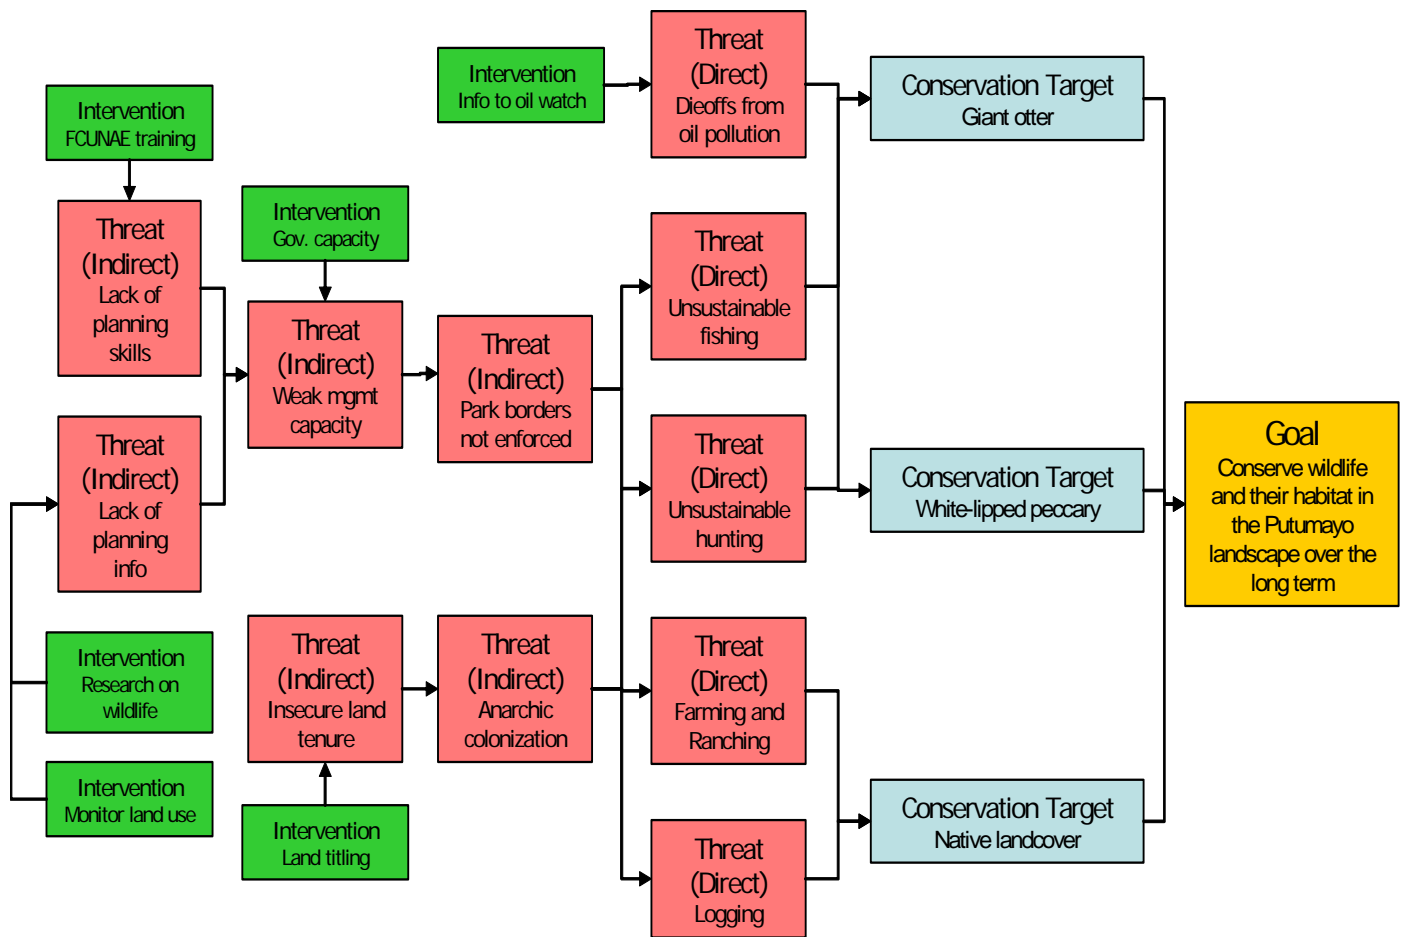 Intervention
FCUNAE training
Threat
(Indirect)
Lack of
planning
skills
Threat
(Indirect)
Lack of
planning
info
Intervention
Research on
wildlife
Intervention
Monitor land use
Intervention
Gov. capacity
Threat
(Indirect)
Weak mgmt
capacity
Threat
(Indirect)
Insecure land
tenure
Intervention
Land titling
Intervention
Info to oil watch
Threat
(Indirect)
Park borders
not enforced
Threat
(Indirect)
Anarchic
colonization
Threat
(Direct)
Dieoffs from
oil pollution
Threat
(Direct)
Unsustainable
fishing
Threat
(Direct)
Unsustainable
hunting
Threat
(Direct)
Farming and
Ranching
Threat
(Direct)
Logging
Conservation Target
Giant otter
Conservation Target
White-lipped peccary
Conservation Target
Native landcover
Goal
Conserve wildlife
and their habitat in
the Putumayo
landscape over the
long term